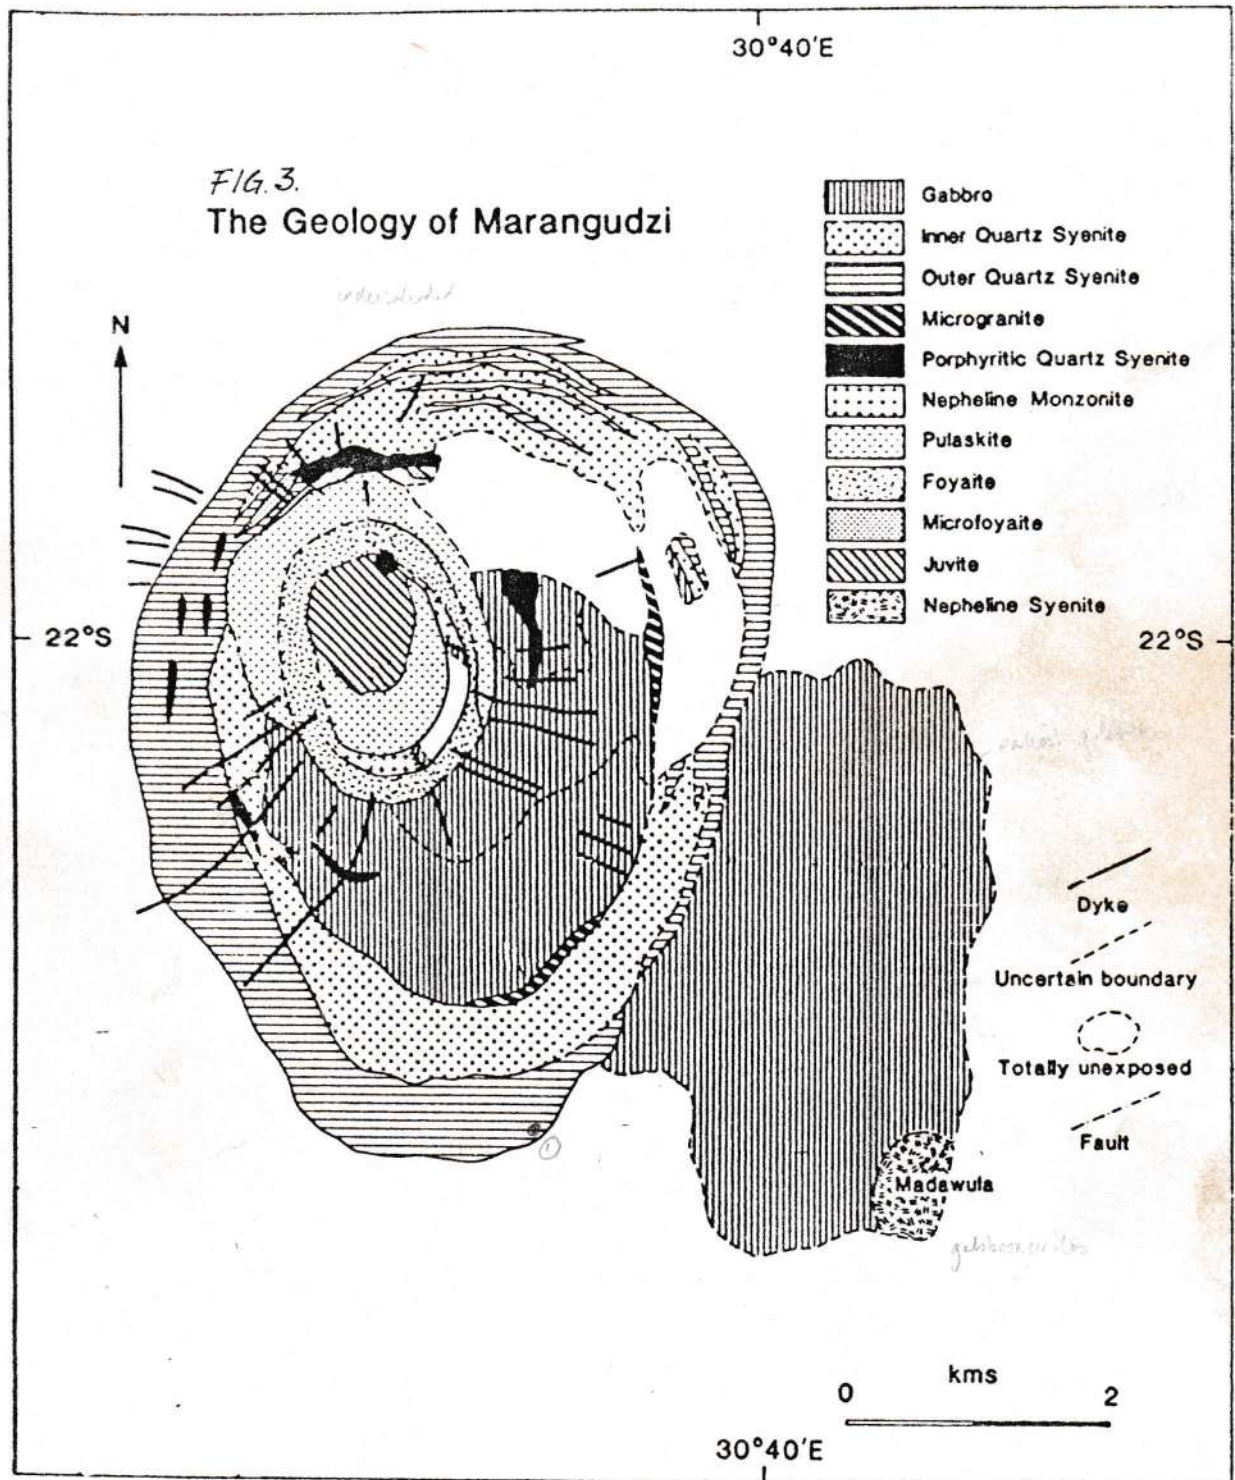 30°40'E
FIG. 3.
The Geology of Marangudzi
Gabbro
Inner Quartz Syenite
Outer Quartz Syenite
Microgranite
Porphyritic Quartz Syenite
Nepheline Monzonite
Pulaskite
Foyaite
Microfoyaite
Juvite
Nepheline Syenite
N
22°S
22°S
Dyke
Uncertain boundary
Totally unexposed
Fault
1
Madawula
kms
0 2
30°40'E